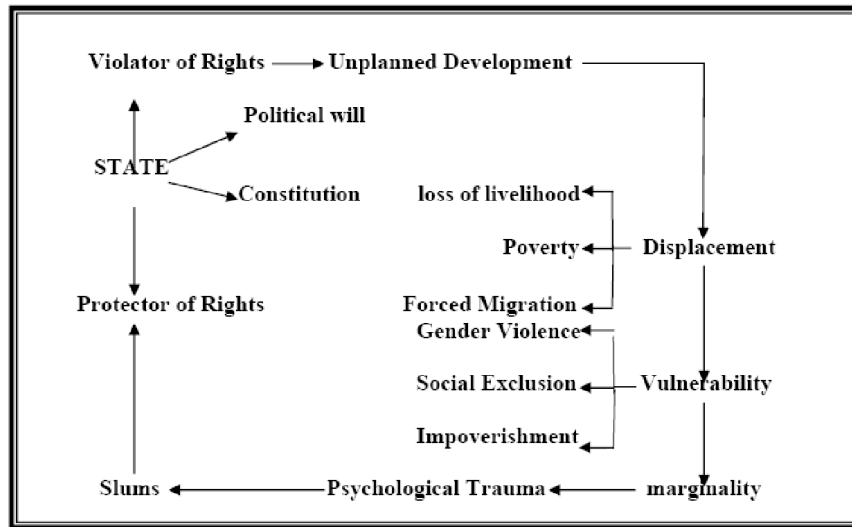 Violator of Rights Unplanned Development
Political will
STATE
Constitution loss of livelihood
Poverty Displacement
Protector of Rights Forced Migration
Gender Violence
Social Exclusion Vulnerability
Impoverishment
Slums Psychological Trauma marginality